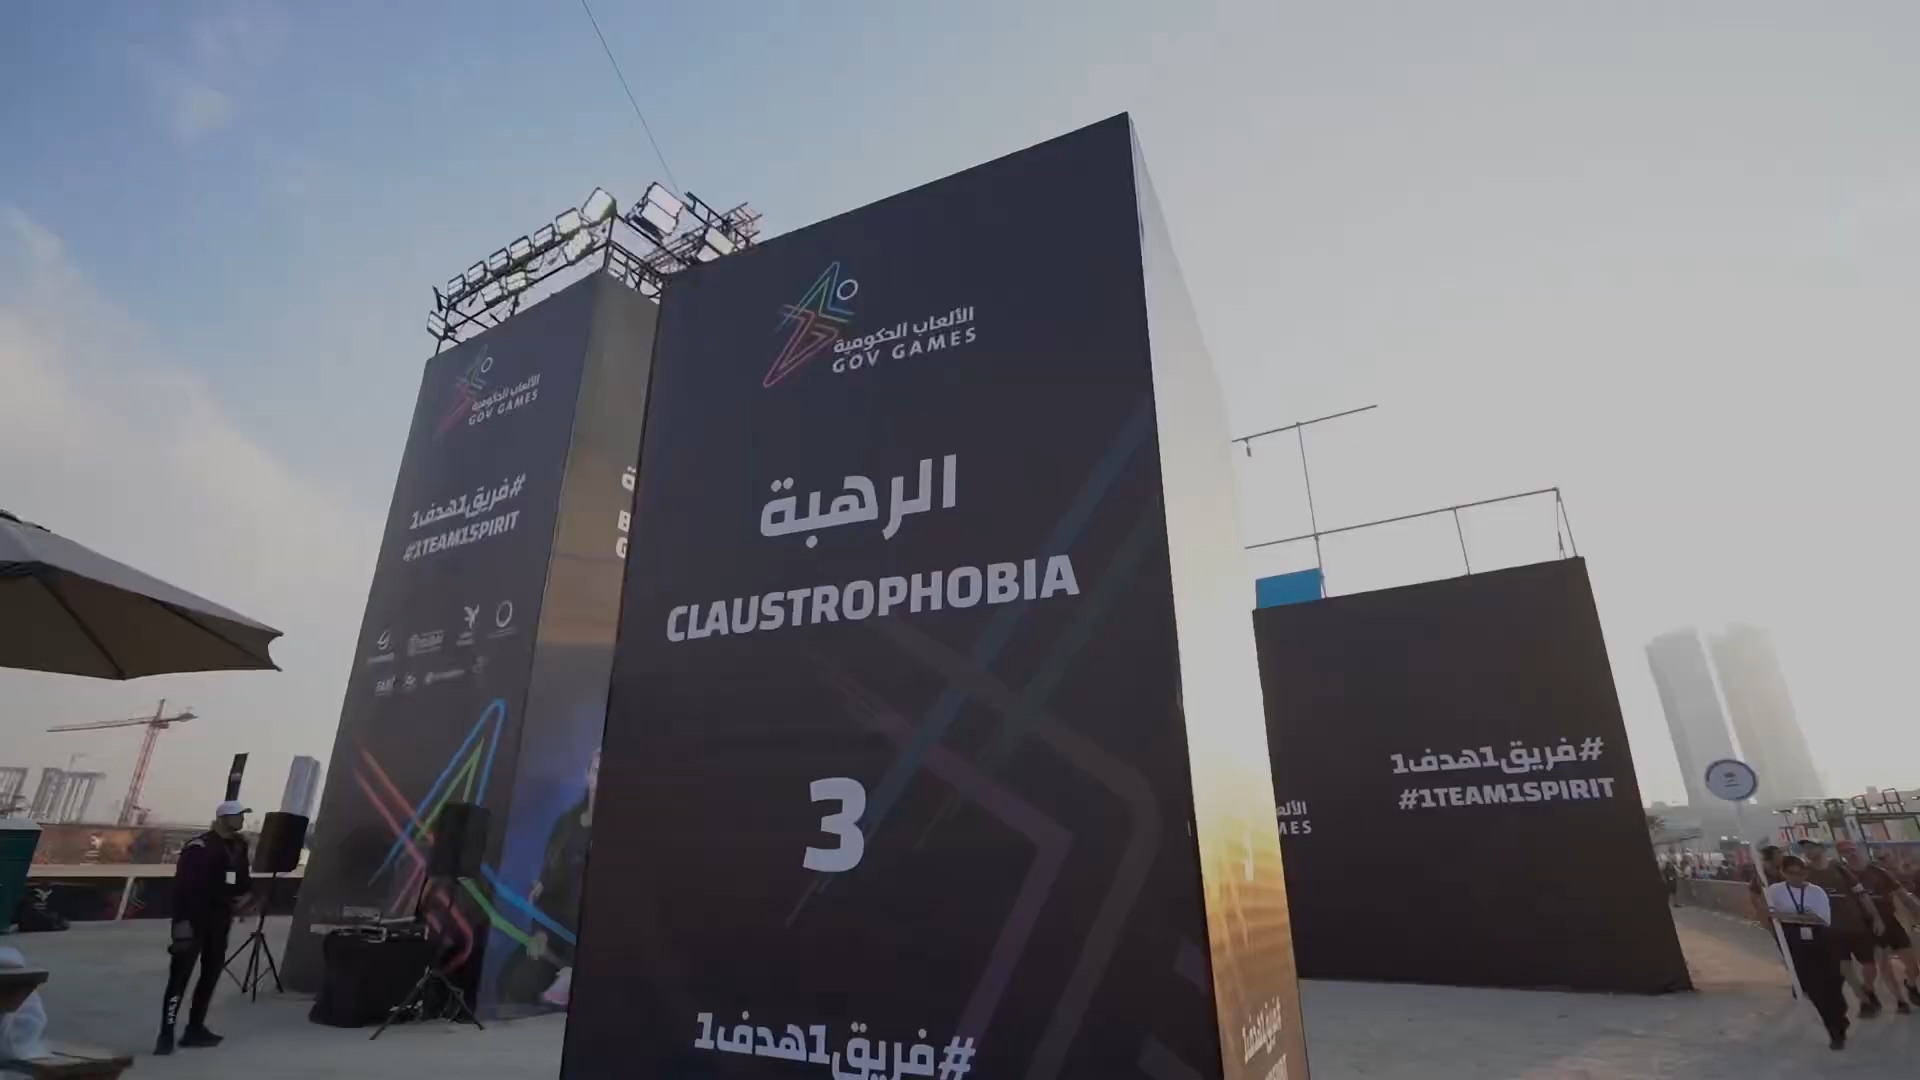 الألعاب الحكومية
GOV GAMES
#فريق1هدف1
#1TEAM1SPIRIT
الألعاب الحكومية
GOV GAMES
الرهبة
CLAUSTROPHOBIA
3
#فريق1هدف1
#فريق1هدف1
#1TEAM1SPIRIT